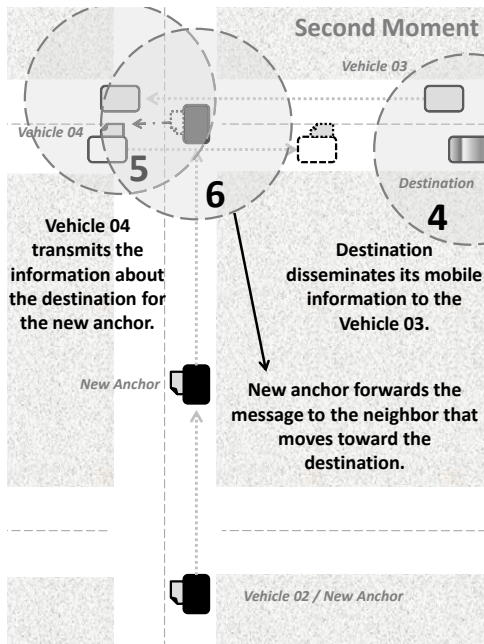 Second Moment
Vehicle 03
Vehicle 04
5
6
4
Destination
Vehicle 04
transmits the
information about
the destination for
the new anchor.
Destination
disseminates its mobile
information to the
Vehicle 03.
New Anchor
New anchor forwards the
message to the neighbor that
moves toward the
destination.
Vehicle 02 / New Anchor